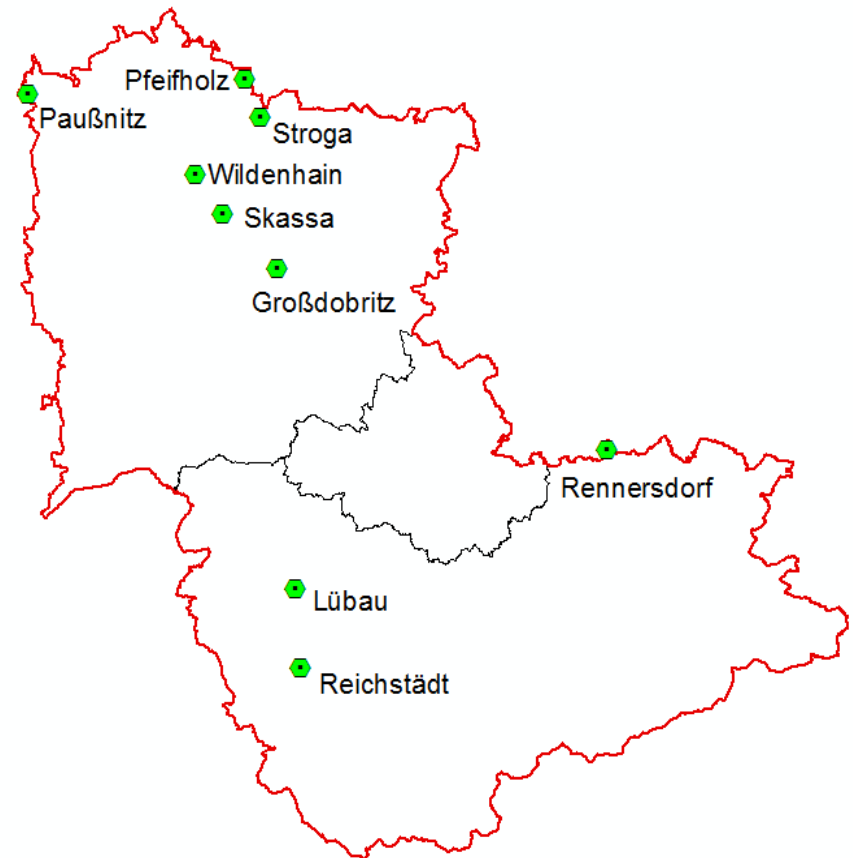 Pfeifholz
Paußnitz
Stroga
Wildenhain
Skassa
Großdobritz
Rennersdorf
Lübau
Reichstädt